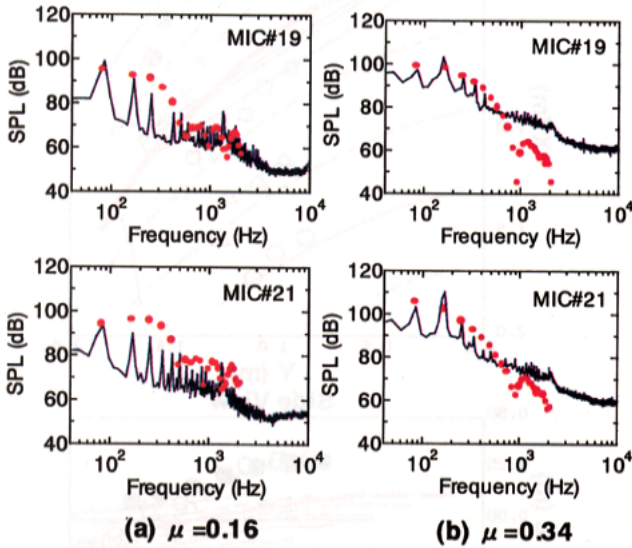 120
100
80
60
40
SPL (dB)
MIC#19
10² 10³ 10⁴
Frequency (Hz)
120
100
80
60
40
SPL (dB)
MIC#19
10² 10³ 10⁴
Frequency (Hz)
120
100
80
60
40
SPL (dB)
MIC#21
10² 10³ 10⁴
Frequency (Hz)
120
100
80
60
40
SPL (dB)
MIC#21
10² 10³ 10⁴
Frequency (Hz)
(a) μ =0.16
(b) μ =0.34